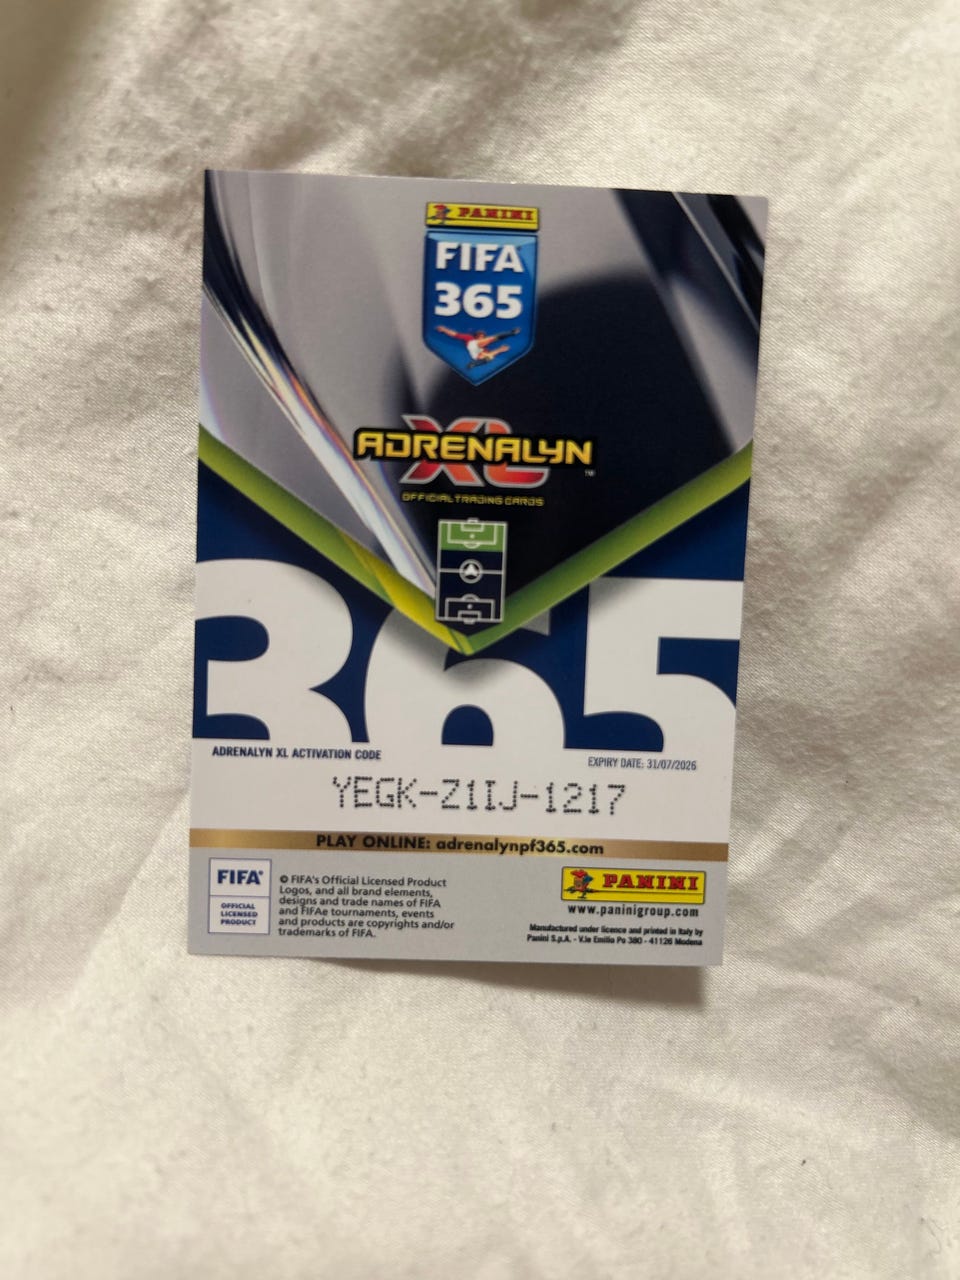 PANINI
FIFA
365
ADRENALYN
XL
™
OFFICIAL TRADING CARDS
365
ADRENALYN XL ACTIVATION CODE
EXPIRY DATE: 31/07/2026
YEGK-Z1IJ-1217
PLAY ONLINE: adrenalynpf365.com
FIFA®
OFFICIAL
LICENSED
PRODUCT
© FIFA's Official Licensed Product
Logos, and all brand elements,
designs and trade names of FIFA
and FIFAe tournaments, events
and products are copyrights and/or
trademarks of FIFA.
PANINI
www.paninigroup.com
Manufactured under licence and printed in Italy by
Panini S.p.A. - V.le Emilio Po 380 - 41126 Modena